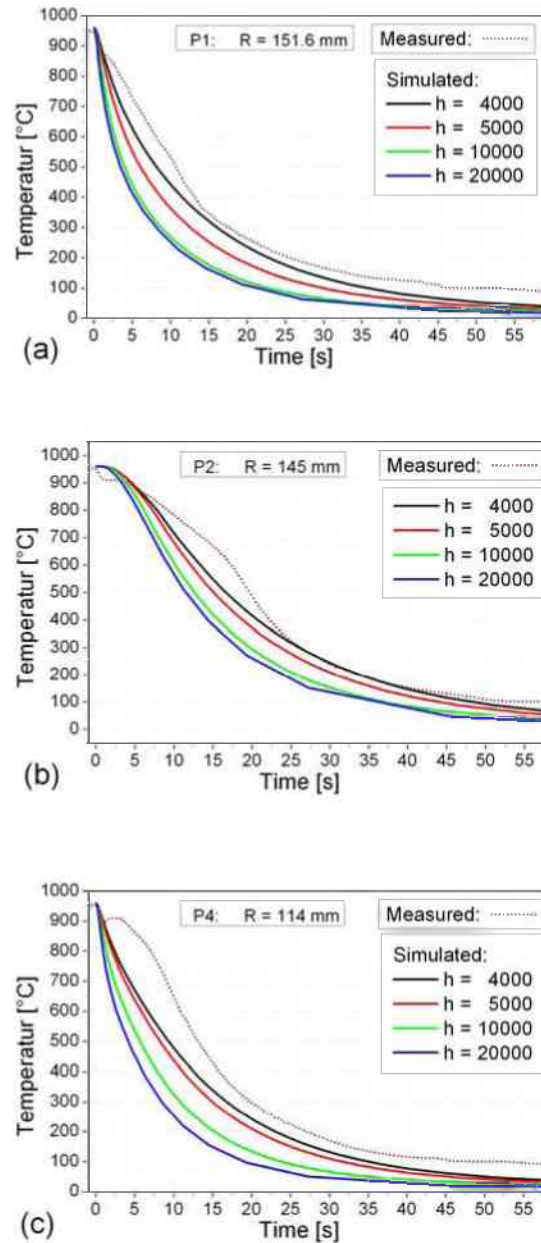 P1: R = 151.6 mm
Measured:
Simulated:
h = 4000
h = 5000
h = 10000
h = 20000
Temperatur [°C]
1000
900
800
700
600
500
400
300
200
100
0
0 5 10 15 20 25 30 35 40 45 50 55
Time [s]
(a)
P2: R = 145 mm
Measured:
h = 4000
h = 5000
h = 10000
h = 20000
Temperatur [°C]
1000
900
800
700
600
500
400
300
200
100
0
0 5 10 15 20 25 30 35 40 45 50 55
Time [s]
(b)
P4: R = 114 mm
Measured:
Simulated:
h = 4000
h = 5000
h = 10000
h = 20000
Temperatur [°C]
1000
900
800
700
600
500
400
300
200
100
0
0 5 10 15 20 25 30 35 40 45 50 55
Time [s]
(c)